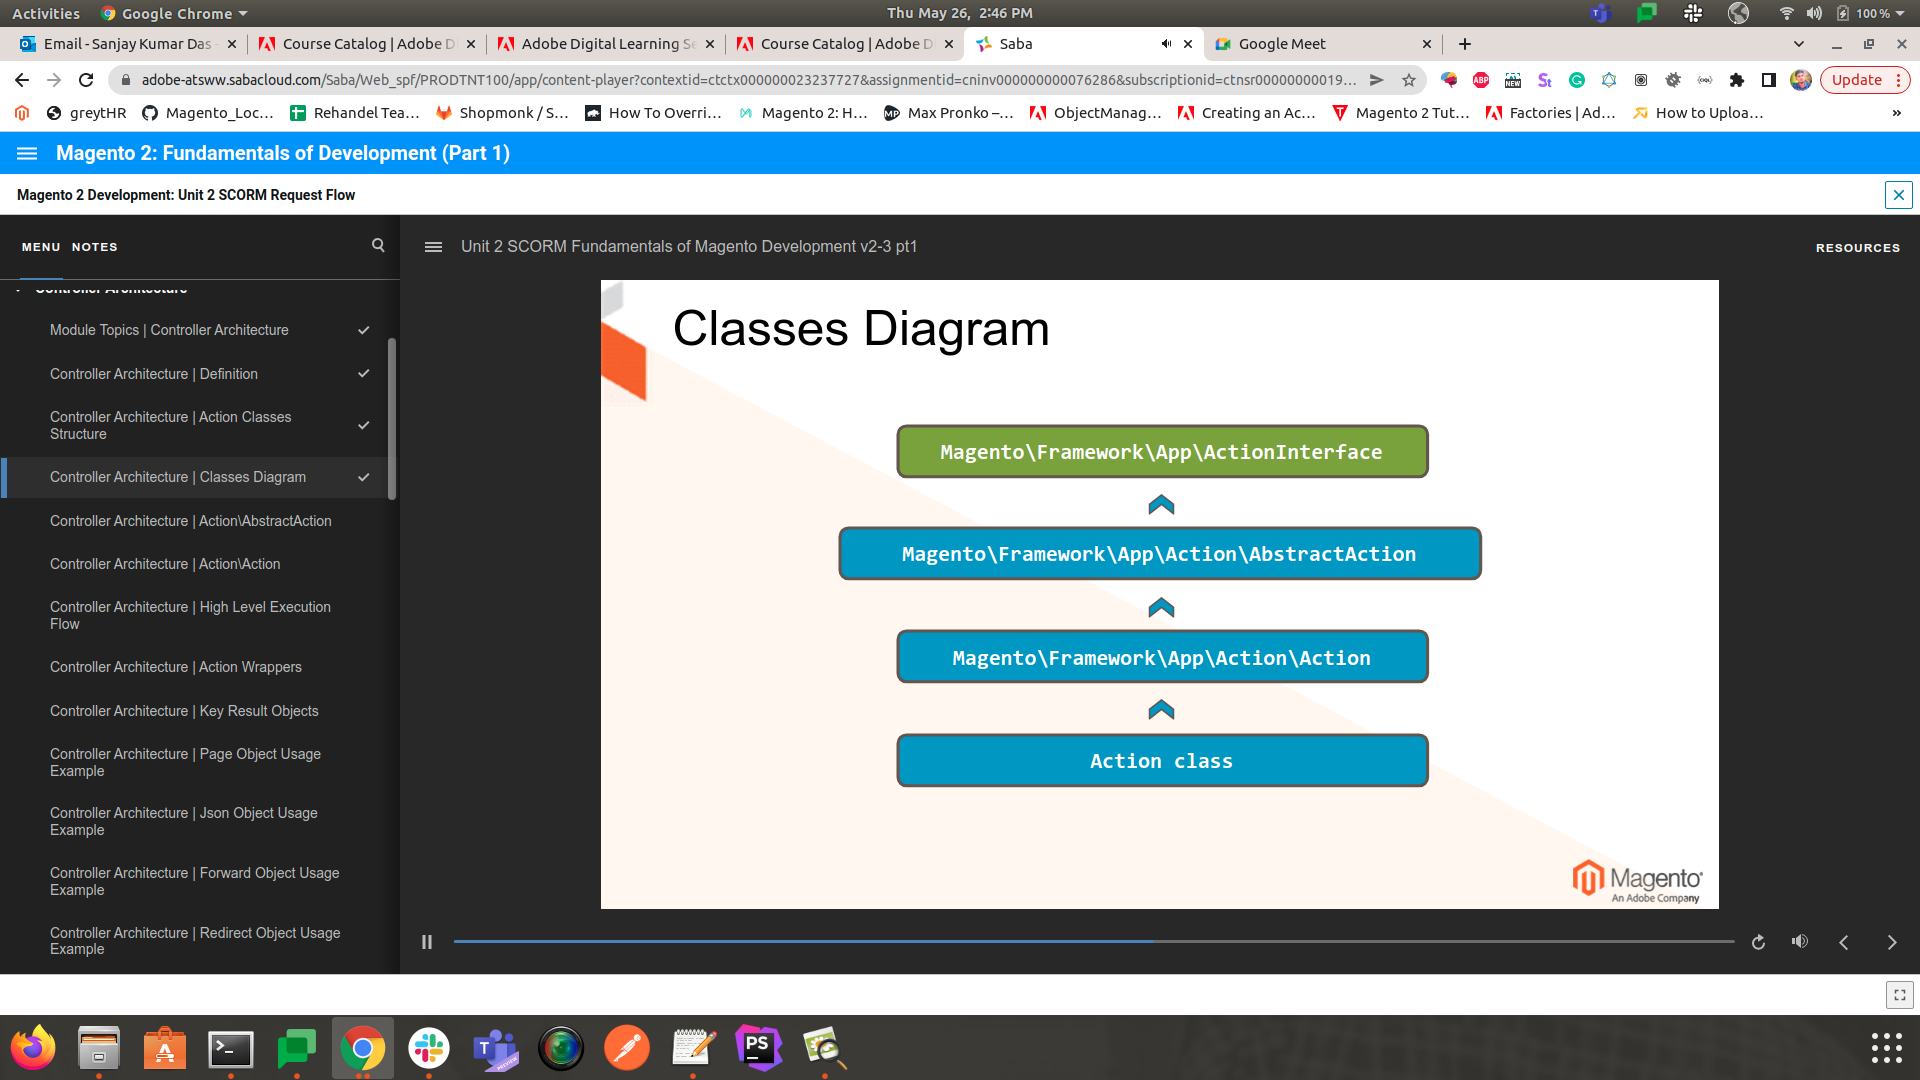 Activities
Google Chrome
Thu May 26, 2:46 PM
100 %
Email - Sanjay Kumar Das
Course Catalog | Adobe D
Adobe Digital Learning Se
Course Catalog | Adobe D
Saba
Google Meet
adobe-atsww.sabacloud.com/Saba/Web_spf/PRODTNT100/app/content-player?contextid=ctctx000000023237727&assignmentid=cninv000000000076286&subscriptionid=ctnsr00000000019...
Update
greytHR
Magento_Loc...
Rehandel Tea...
Shopmonk / S...
How To Overri...
Magento 2: H...
Max Pronko –...
ObjectManag...
Creating an Ac...
Magento 2 Tut...
Factories | Ad...
How to Uploa...
»
Magento 2: Fundamentals of Development (Part 1)
Magento 2 Development: Unit 2 SCORM Request Flow
MENU NOTES
Unit 2 SCORM Fundamentals of Magento Development v2-3 pt1
RESOURCES
Controller Architecture
Module Topics | Controller Architecture
Controller Architecture | Definition
Controller Architecture | Action Classes
Structure
Controller Architecture | Classes Diagram
Controller Architecture | Action\AbstractAction
Controller Architecture | Action\Action
Controller Architecture | High Level Execution
Flow
Controller Architecture | Action Wrappers
Controller Architecture | Key Result Objects
Controller Architecture | Page Object Usage
Example
Controller Architecture | Json Object Usage
Example
Controller Architecture | Forward Object Usage
Example
Controller Architecture | Redirect Object Usage
Example
Classes Diagram
Magento\Framework\App\ActionInterface
Magento\Framework\App\Action\AbstractAction
Magento\Framework\App\Action\Action
Action class
Magento
An Adobe Company